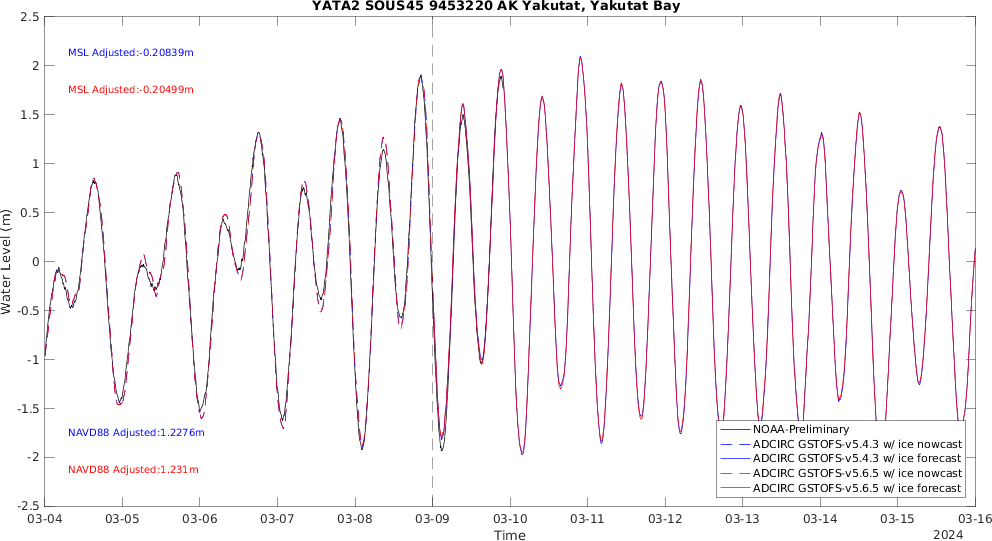 YATA2 SOUS45 9453220 AK Yakutat, Yakutat Bay
2.5
2
1.5
1
0.5
0
-0.5
-1
-1.5
-2
-2.5
Water Level (m)
MSL Adjusted:-0.20839m
MSL Adjusted:-0.20499m
NAVD88 Adjusted:1.2276m
NAVD88 Adjusted:1.231m
NOAA-Preliminary
ADCIRC GSTOFS-v5.4.3 w/ ice nowcast
ADCIRC GSTOFS-v5.4.3 w/ ice forecast
ADCIRC GSTOFS-v5.6.5 w/ ice nowcast
ADCIRC GSTOFS-v5.6.5 w/ ice forecast
03-04 03-05 03-06 03-07 03-08 03-09 03-10 03-11 03-12 03-13 03-14 03-15 03-16
Time
2024